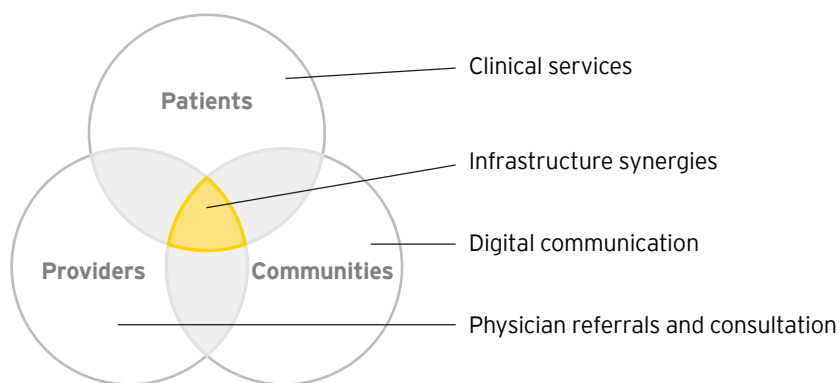 Patients
Clinical services
Infrastructure synergies
Providers
Communities
Digital communication
Physician referrals and consultation